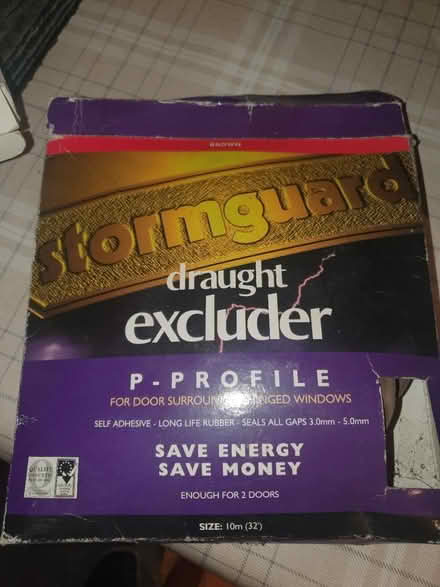 BROWN
stormguard
draught
excluder
P - PROFILE
FOR DOOR SURROUNDS HINGED WINDOWS
SELF ADHESIVE - LONG LIFE RUBBER - SEALS ALL GAPS 3.0mm - 5.0mm
SAVE ENERGY
SAVE MONEY
ENOUGH FOR 2 DOORS
QUALITY
SIZE: 10m (32')